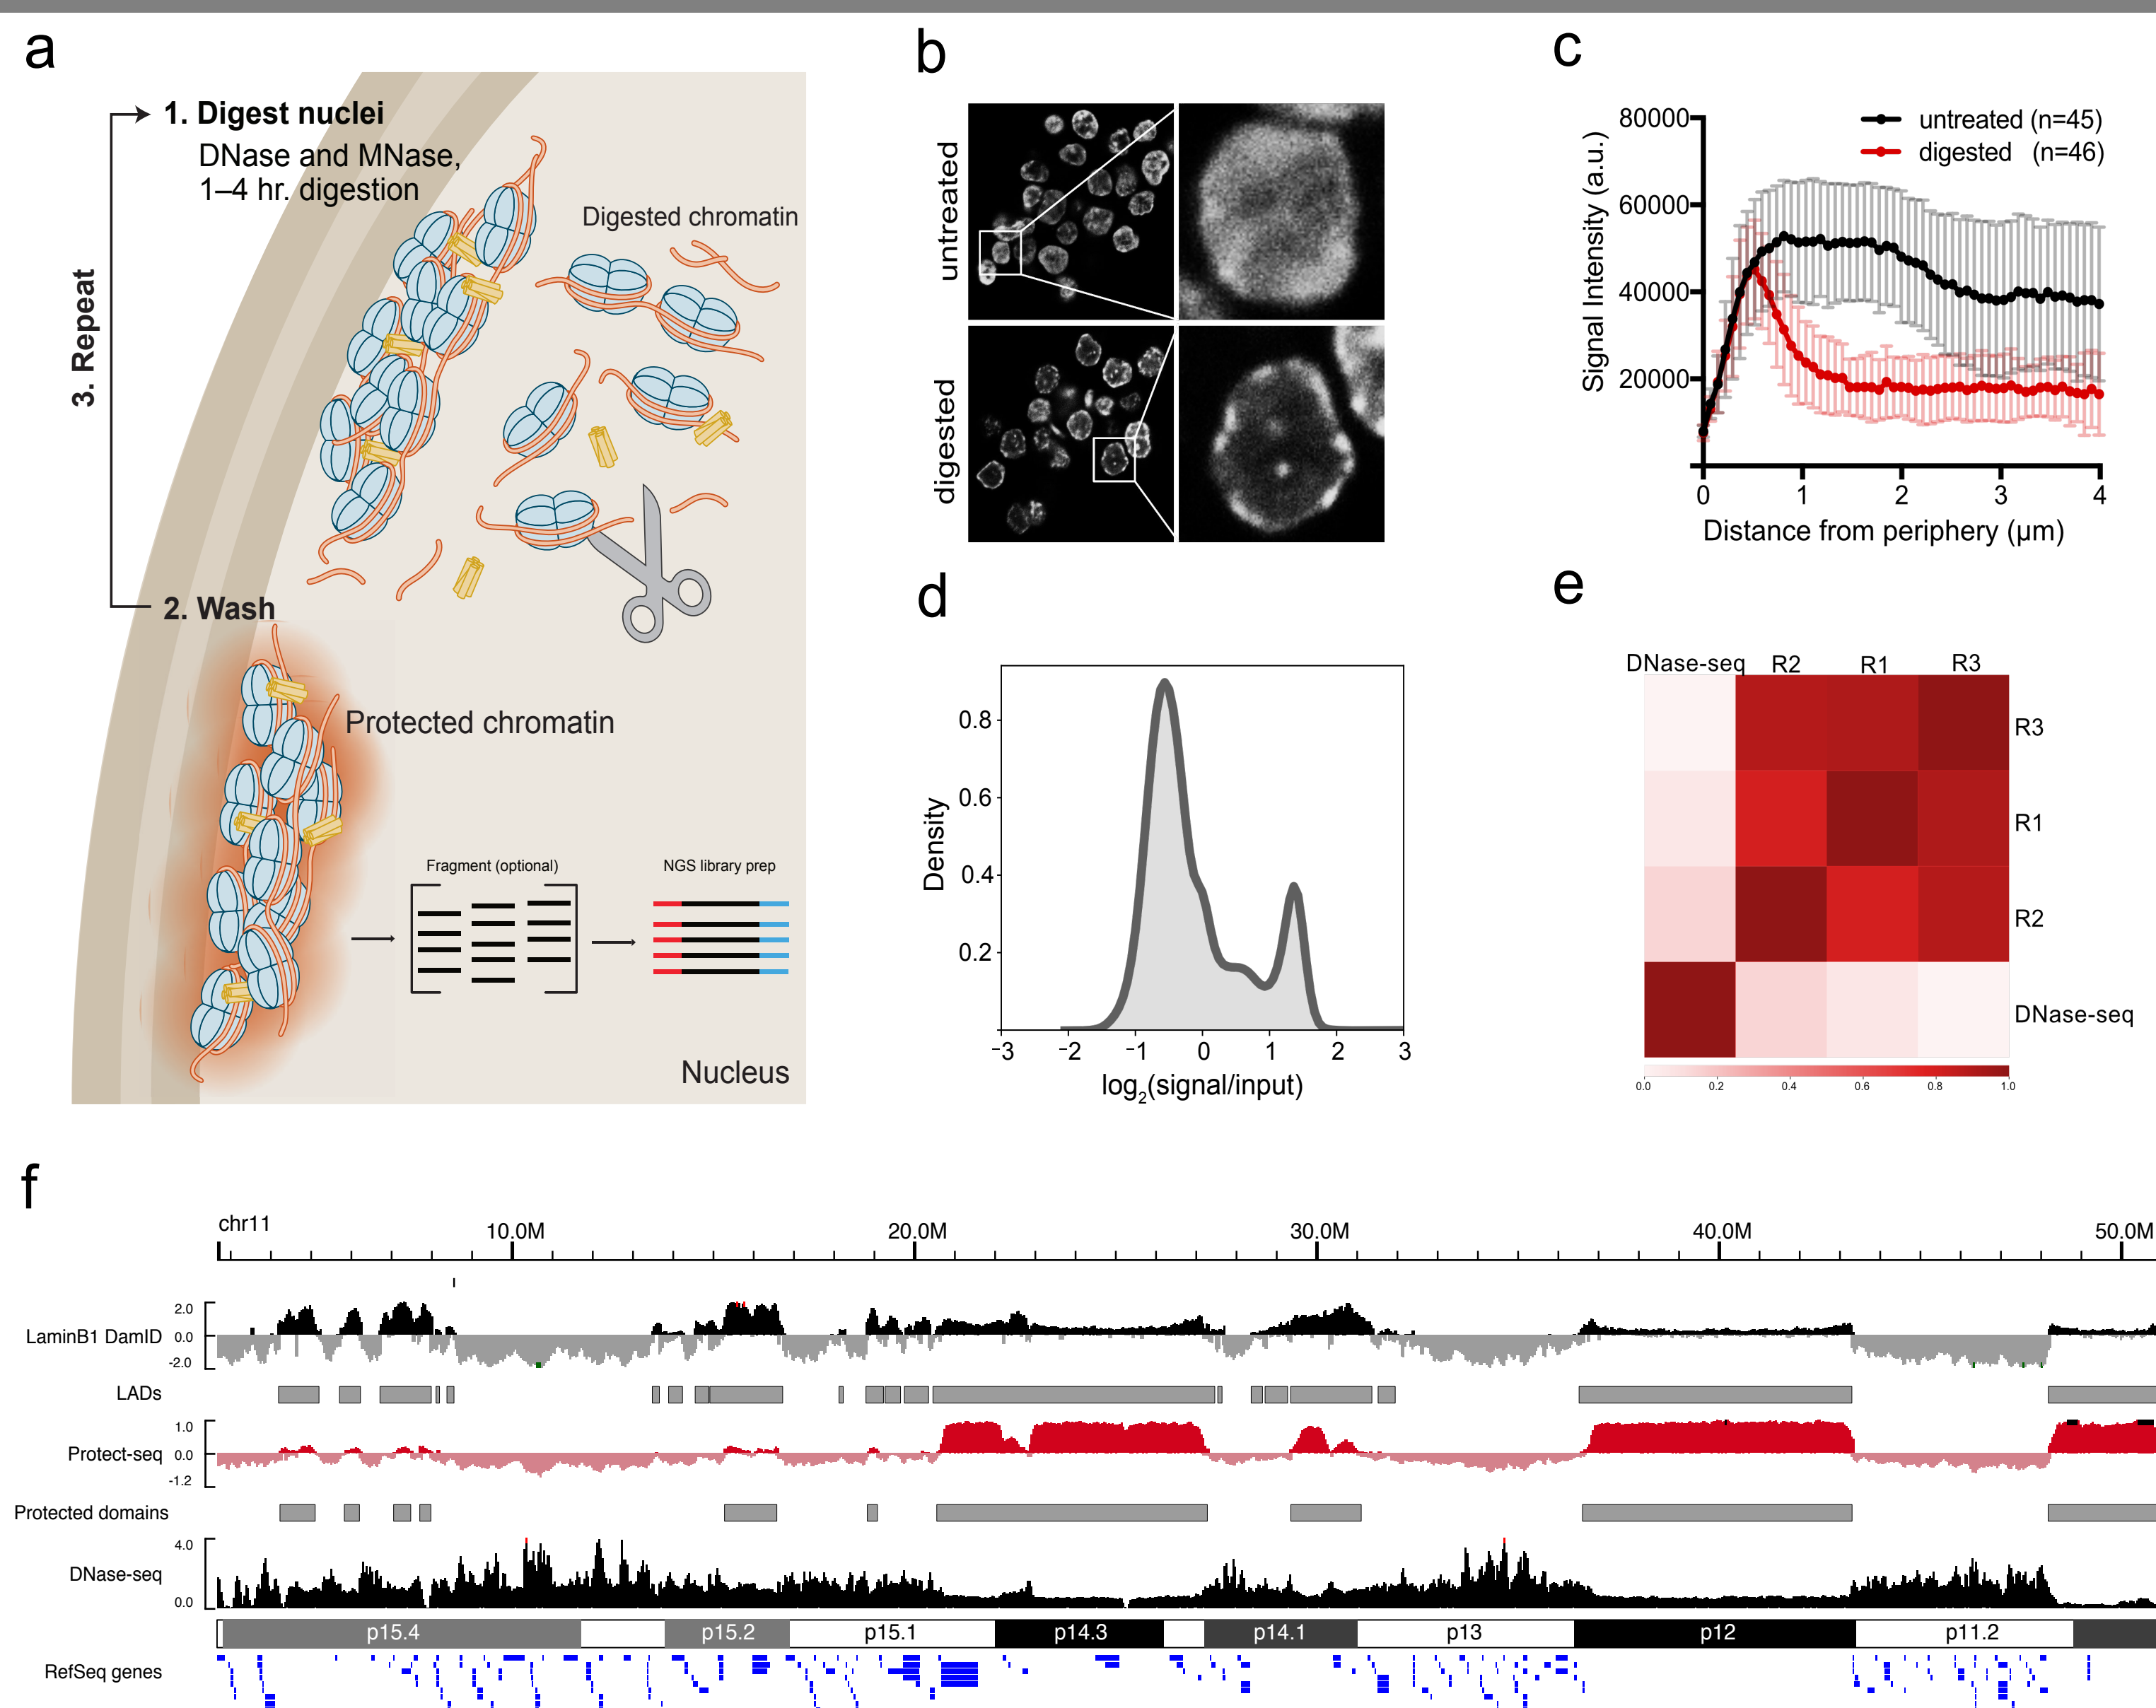 a
1. Digest nuclei
DNase and MNase,
1–4 hr. digestion
Digested chromatin
3. Repeat
2. Wash
Protected chromatin
Fragment (optional)
NGS library prep
Nucleus
b
untreated
digested
c
80000
60000
40000
20000
Signal Intensity (a.u.)
untreated (n=45)
digested (n=46)
0 1 2 3 4
Distance from periphery (µm)
d
0.8
0.6
0.4
0.2
Density
−3 −2 −1 0 1 2 3
log2(signal/input)
e
DNase-seq R2 R1 R3
R3
R1
R2
DNase-seq
0.0 0.2 0.4 0.6 0.8 1.0
f
chr11
10.0M 20.0M 30.0M 40.0M 50.0M
LaminB1 DamID
2.0
0.0
-2.0
LADs
Protect-seq
1.0
0.0
-1.2
Protected domains
DNase-seq
4.0
0.0
p15.4 p15.2 p15.1 p14.3 p14.1 p13 p12 p11.2
RefSeq genes